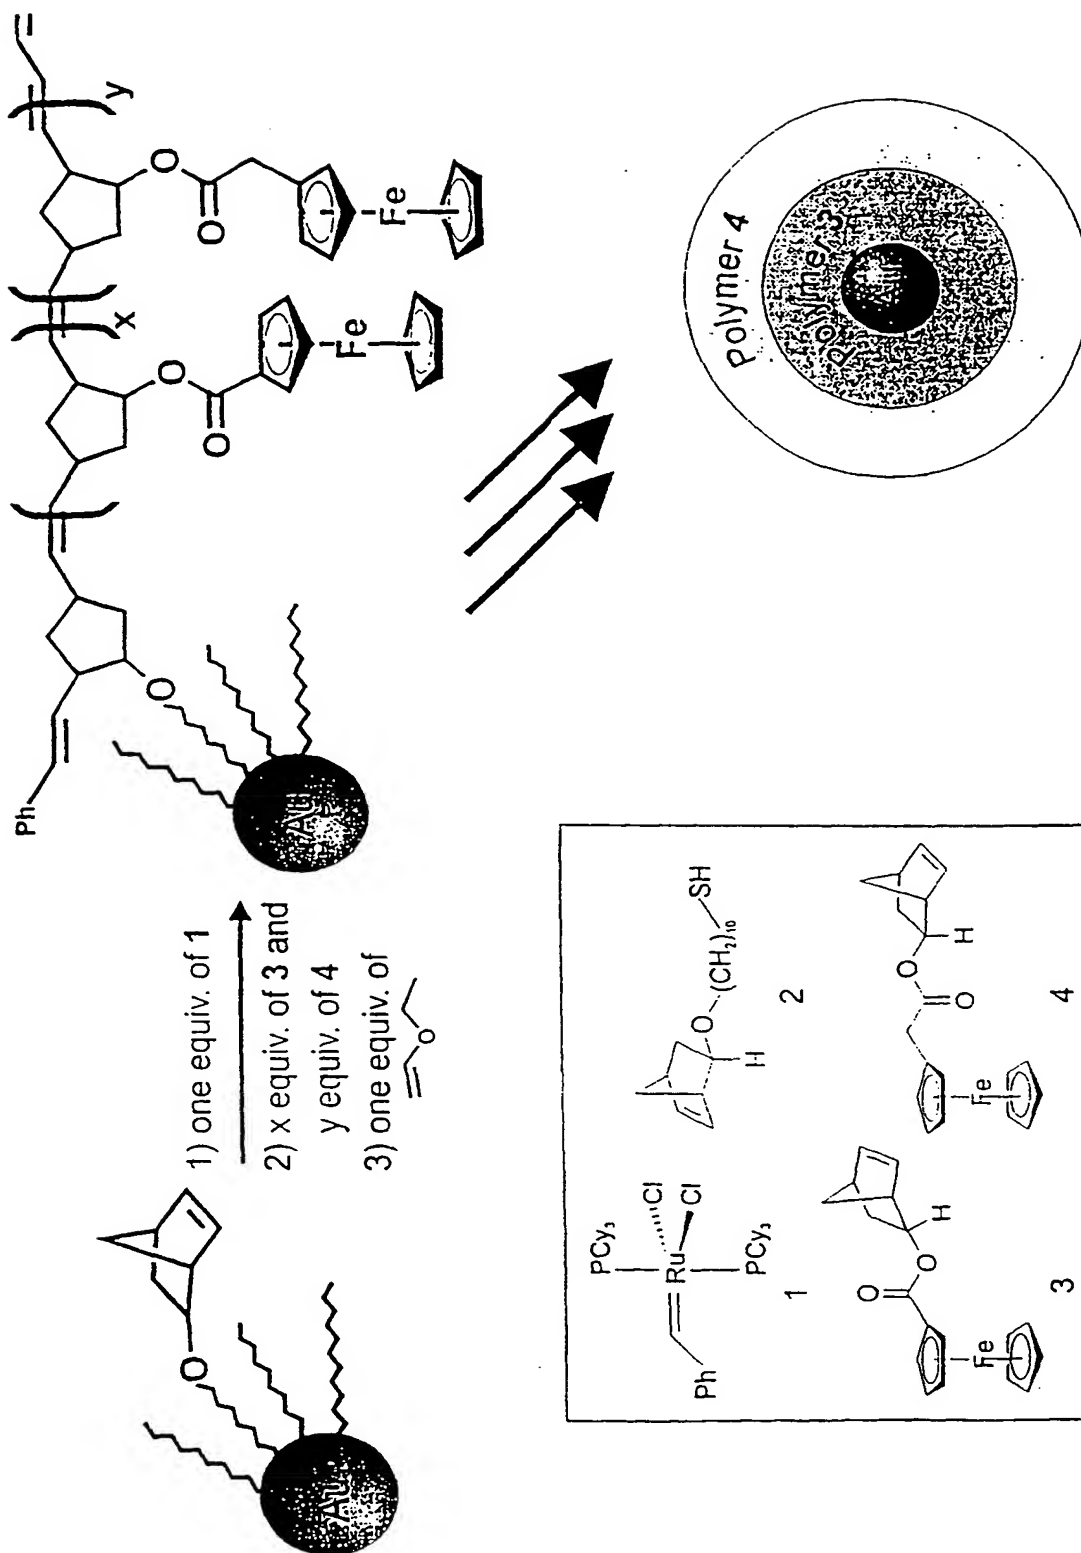 Au
O
1) one equiv. of 1
2) x equiv. of 3 and
y equiv. of 4
3) one equiv. of
O
Ph
Au
O
x
y
O
O
Fe
O
O
Fe
Polymer 4
Polymer 3
Au
PCy3
Cl
Ru
Cl
Ph
PCy3
1
O
H
(CH2)10
SH
2
O
O
H
Fe
3
O
O
H
Fe
4